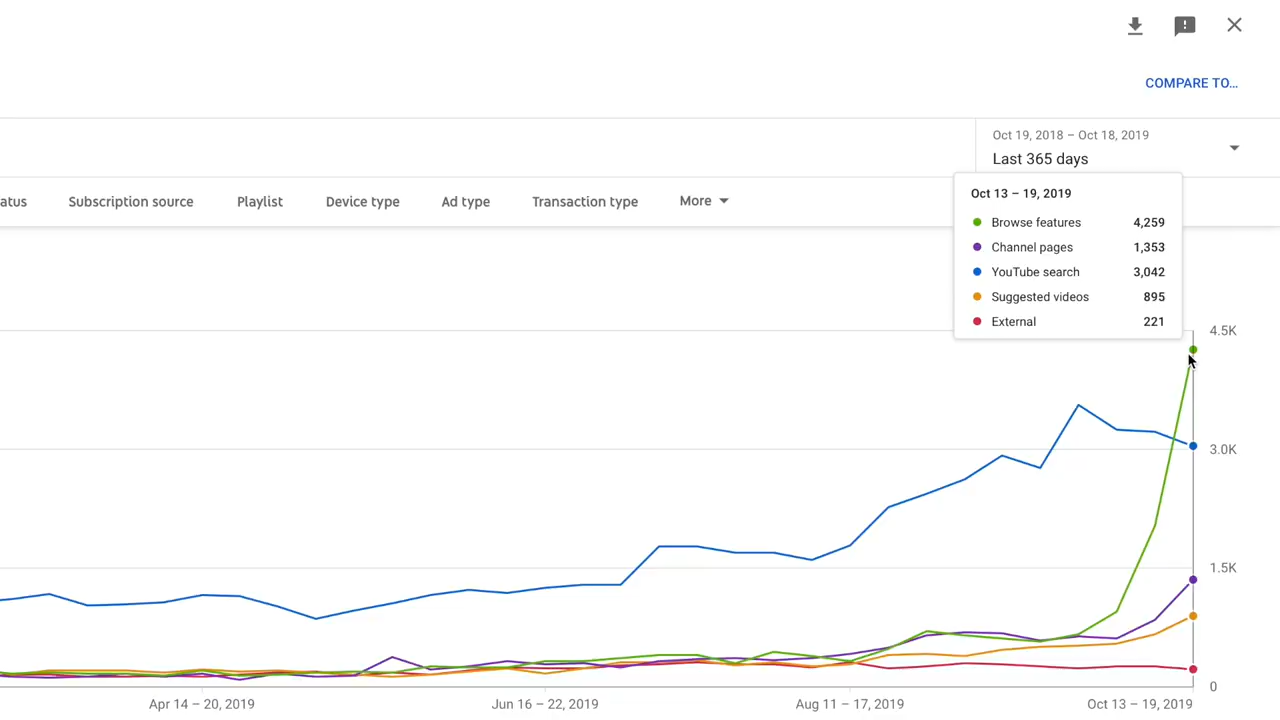 COMPARE TO...
Oct 19, 2018 – Oct 18, 2019
Last 365 days
atus Subscription source Playlist Device type Ad type Transaction type More
Oct 13 – 19, 2019
Browse features 4,259
Channel pages 1,353
YouTube search 3,042
Suggested videos 895
External 221
4.5K
3.0K
1.5K
0
Apr 14 – 20, 2019 Jun 16 – 22, 2019 Aug 11 – 17, 2019 Oct 13 – 19, 2019